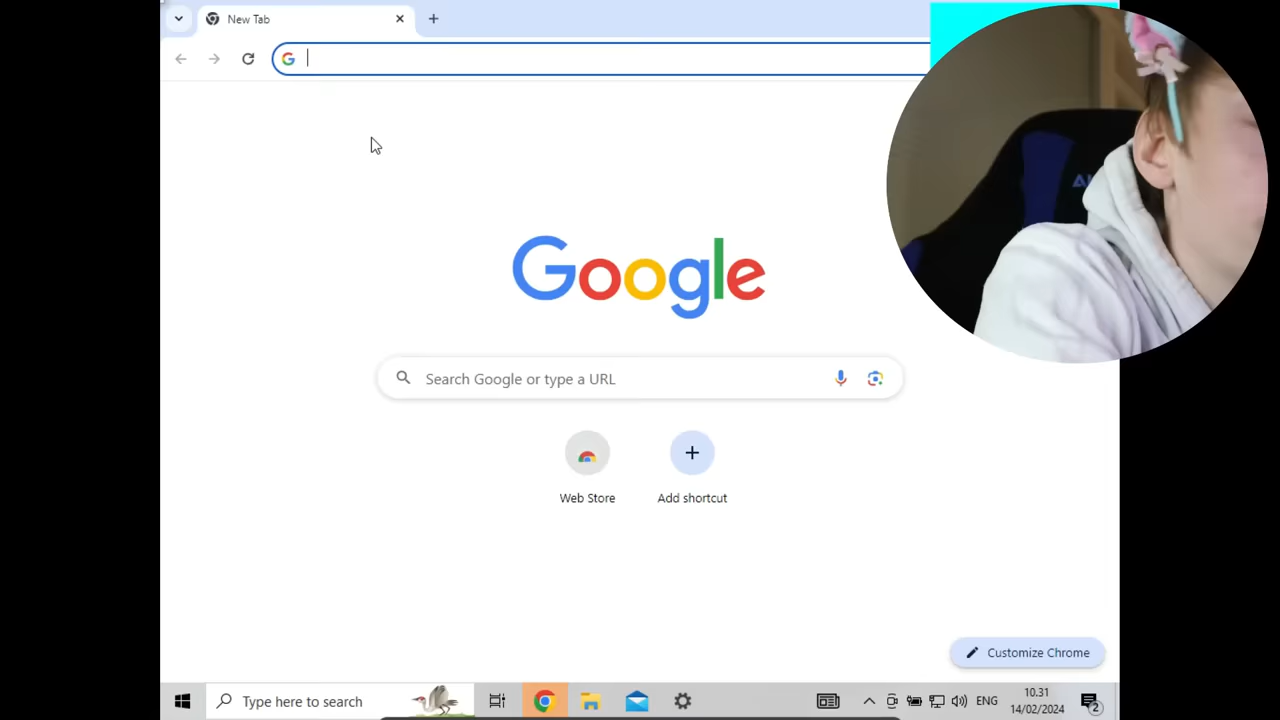 New Tab
Google
Search Google or type a URL
Web Store
Add shortcut
Customize Chrome
Type here to search
ENG
10.31
14/02/2024
2